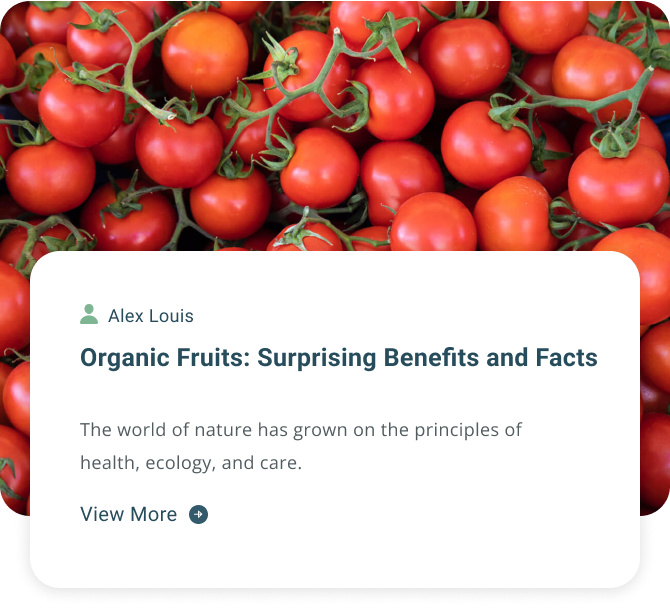 Alex Louis
Organic Fruits: Surprising Benefits and Facts
The world of nature has grown on the principles of
health, ecology, and care.
View More